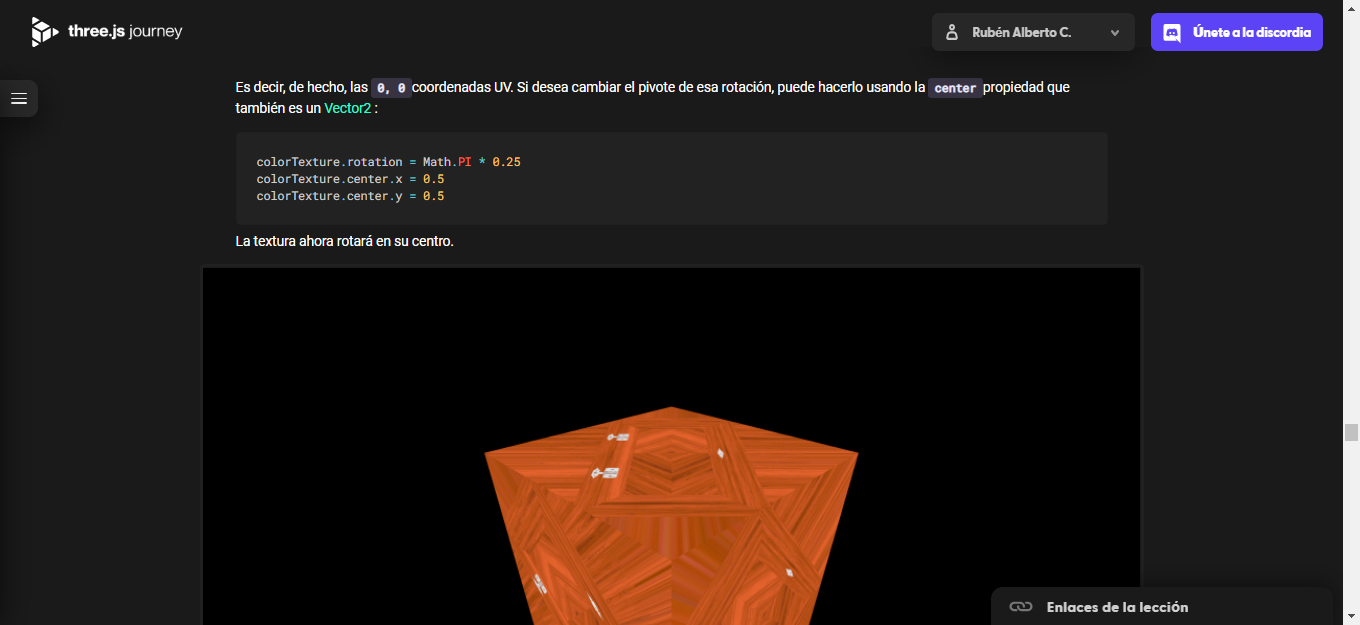 three.js journey
Rubén Alberto C.
Únete a la discordia
Es decir, de hecho, las 0, 0 coordenadas UV. Si desea cambiar el pivote de esa rotación, puede hacerlo usando la center propiedad que
también es un Vector2 :
colorTexture.rotation = Math.PI * 0.25
colorTexture.center.x = 0.5
colorTexture.center.y = 0.5
La textura ahora rotará en su centro.
Enlaces de la lección